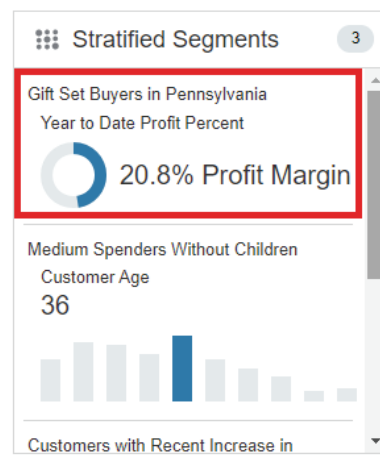 Stratified Segments 3
Gift Set Buyers in Pennsylvania
Year to Date Profit Percent
20.8% Profit Margin
Medium Spenders Without Children
Customer Age
36
Customers with Recent Increase in